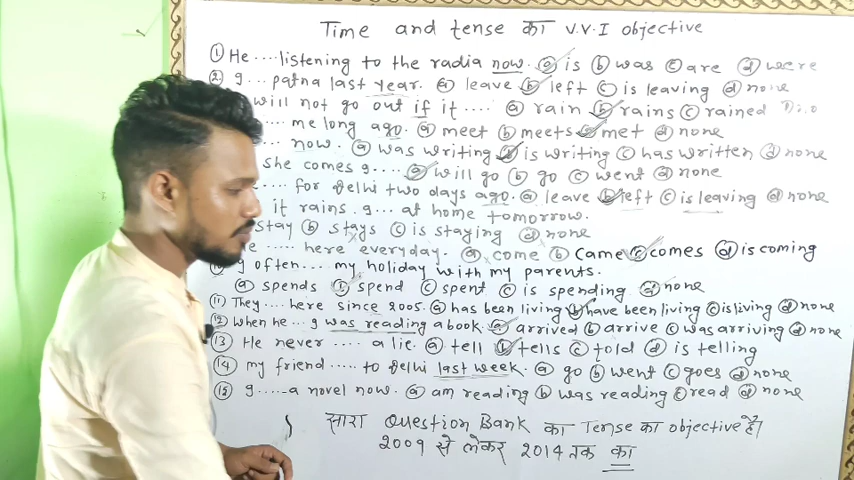 Time and tense का V.V.I objective
① He ....listening to the radia now. ⓐ is ⓑ was ⓒ are ⓓ were
② g... patna last year. ⓐ leave ⓑ left ⓒ is leaving ⓓ none
will not go out if it .... ⓐ rain ⓑ rains ⓒ rained
.... me long ago. ⓐ meet ⓑ meets ⓒ met ⓓ none
.... now. ⓐ was writing ⓑ is writing ⓒ has written ⓓ none
she comes g.... ⓐ will go ⓑ go ⓒ went ⓓ none
.... for Delhi two days ago. ⓐ leave ⓑ left ⓒ is leaving ⓓ none
it rains. g... at home tomorrow.
stay ⓑ stays ⓒ is staying ⓓ none
..... here everyday. ⓐ come ⓑ came ⓒ comes ⓓ is coming
g often.... my holiday with my parents.
ⓐ spends ⓑ spend ⓒ spent ⓒ is spending ⓓ none
⑪ They....here since 2005. ⓐ has been living ⓑ have been living ⓒ is living ⓓ none
⑫ when he... g was reading a book. ⓐ arrived ⓑ arrive ⓒ was arriving ⓓ none
⑬ He never .... a lie. ⓐ tell ⓑ tells ⓒ told ⓓ is telling
⑭ my friend ..... to Delhi last week. ⓐ go ⓑ went ⓒ goes ⓓ none
⑮ g.....a novel now. ⓐ am reading ⓑ was reading ⓒ read ⓓ none
सारा Question Bank का Tense का objective है।
2009 से लेकर 2014 तक का